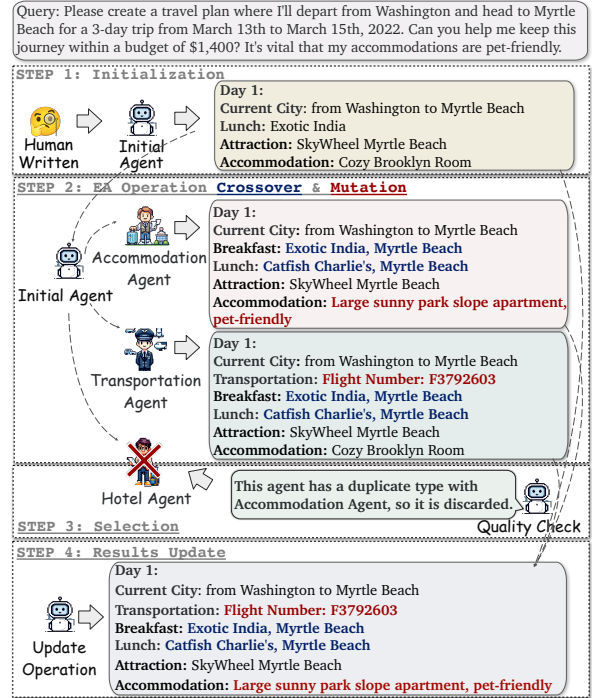 Query: Please create a travel plan where I'll depart from Washington and head to Myrtle
Beach for a 3-day trip from March 13th to March 15th, 2022. Can you help me keep this
journey within a budget of $1,400? It's vital that my accommodations are pet-friendly.
STEP 1: Initialization
Human
Written
Initial
Agent
Day 1:
Current City: from Washington to Myrtle Beach
Lunch: Exotic India
Attraction: SkyWheel Myrtle Beach
Accommodation: Cozy Brooklyn Room
STEP 2: EA Operation Crossover & Mutation
Initial Agent
Accommodation
Agent
Day 1:
Current City: from Washington to Myrtle Beach
Breakfast: Exotic India, Myrtle Beach
Lunch: Catfish Charlie's, Myrtle Beach
Attraction: SkyWheel Myrtle Beach
Accommodation: Large sunny park slope apartment,
pet-friendly
Transportation
Agent
Day 1:
Current City: from Washington to Myrtle Beach
Transportation: Flight Number: F3792603
Breakfast: Exotic India, Myrtle Beach
Lunch: Catfish Charlie's, Myrtle Beach
Attraction: SkyWheel Myrtle Beach
Accommodation: Cozy Brooklyn Room
Hotel Agent
This agent has a duplicate type with
Accommodation Agent, so it is discarded.
Quality Check
STEP 3: Selection
STEP 4: Results Update
Update
Operation
Day 1:
Current City: from Washington to Myrtle Beach
Transportation: Flight Number: F3792603
Breakfast: Exotic India, Myrtle Beach
Lunch: Catfish Charlie's, Myrtle Beach
Attraction: SkyWheel Myrtle Beach
Accommodation: Large sunny park slope apartment, pet-friendly